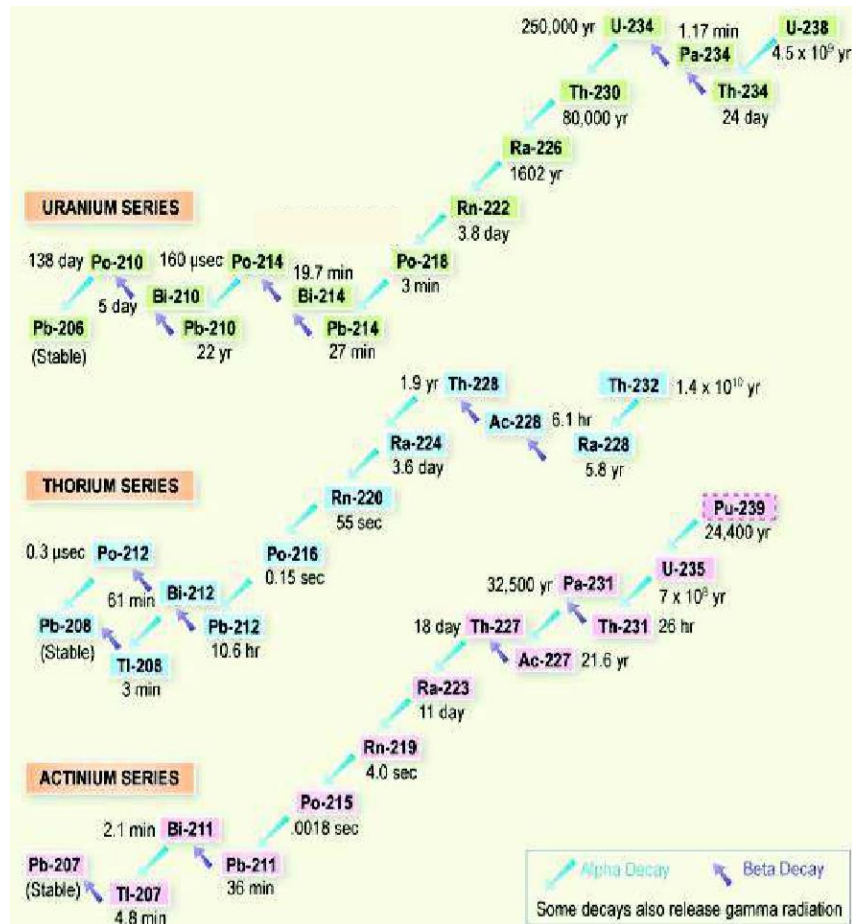 250,000 yr U-234 1.17 min U-238
Pa-234 4.5 x 10⁹ yr
Th-230 Th-234
80,000 yr 24 day
Ra-226
1602 yr
URANIUM SERIES
Rn-222
3.8 day
138 day Po-210 160 µsec Po-214 19.7 min Po-218
5 day Bi-210 Bi-214 3 min
Pb-206 Pb-210 Pb-214
(Stable) 22 yr 27 min
1.9 yr Th-228 Th-232 1.4 x 10¹⁰ yr
Ac-228 6.1 hr
Ra-224 Ra-228
3.6 day 5.8 yr
THORIUM SERIES
Rn-220
55 sec
Pu-239
24,400 yr
0.3 µsec Po-212 Po-216
0.15 sec
61 min Bi-212
Pb-208 Pb-212
(Stable) 10.6 hr
Tl-208
3 min
32,500 yr Pa-231 U-235
7 x 10⁸ yr
18 day Th-227 Th-231 26 hr
Ac-227 21.6 yr
Ra-223
11 day
Rn-219
4.0 sec
ACTINIUM SERIES
Po-215
.0018 sec
2.1 min Bi-211
Pb-207 Pb-211
(Stable) 36 min
Tl-207
4.8 min
Alpha Decay Beta Decay
Some decays also release gamma radiation